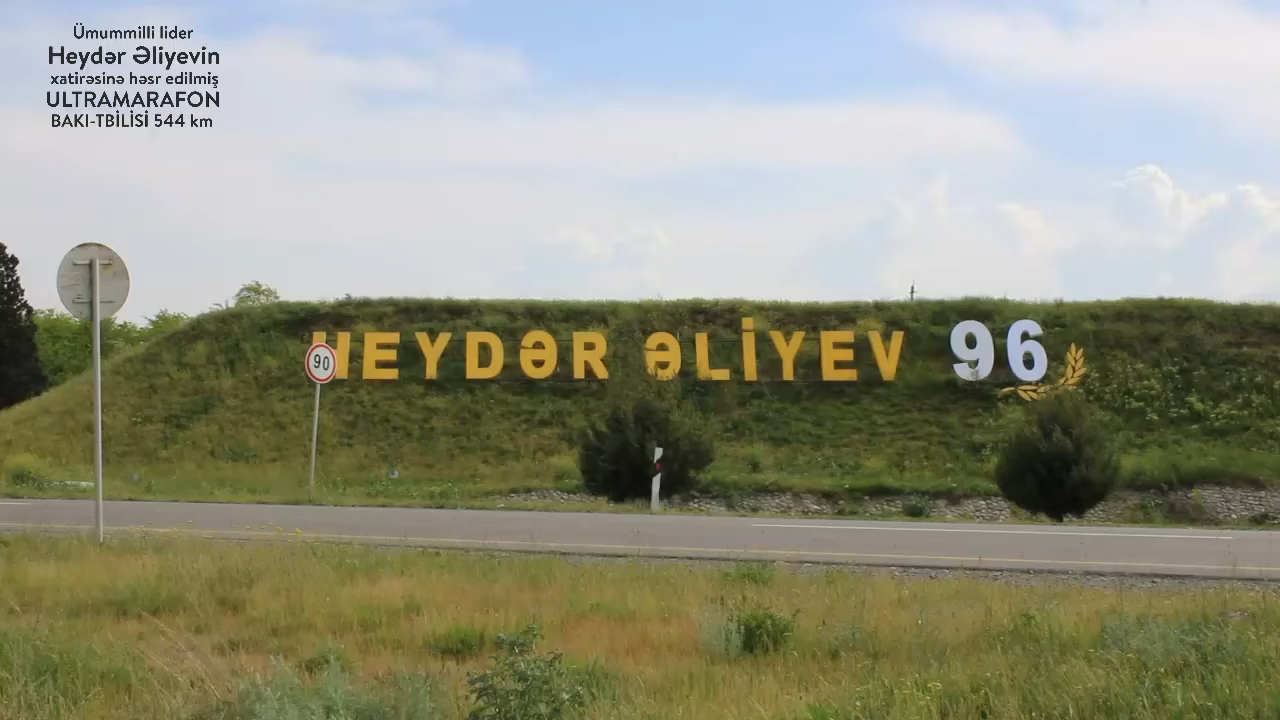 Ümummilli lider
Heydər Əliyevin
xatirəsinə həsr edilmiş
ULTRAMARAFON
BAKI-TBİLİSİ 544 km
HEYDƏR ƏLİYEV 96
90